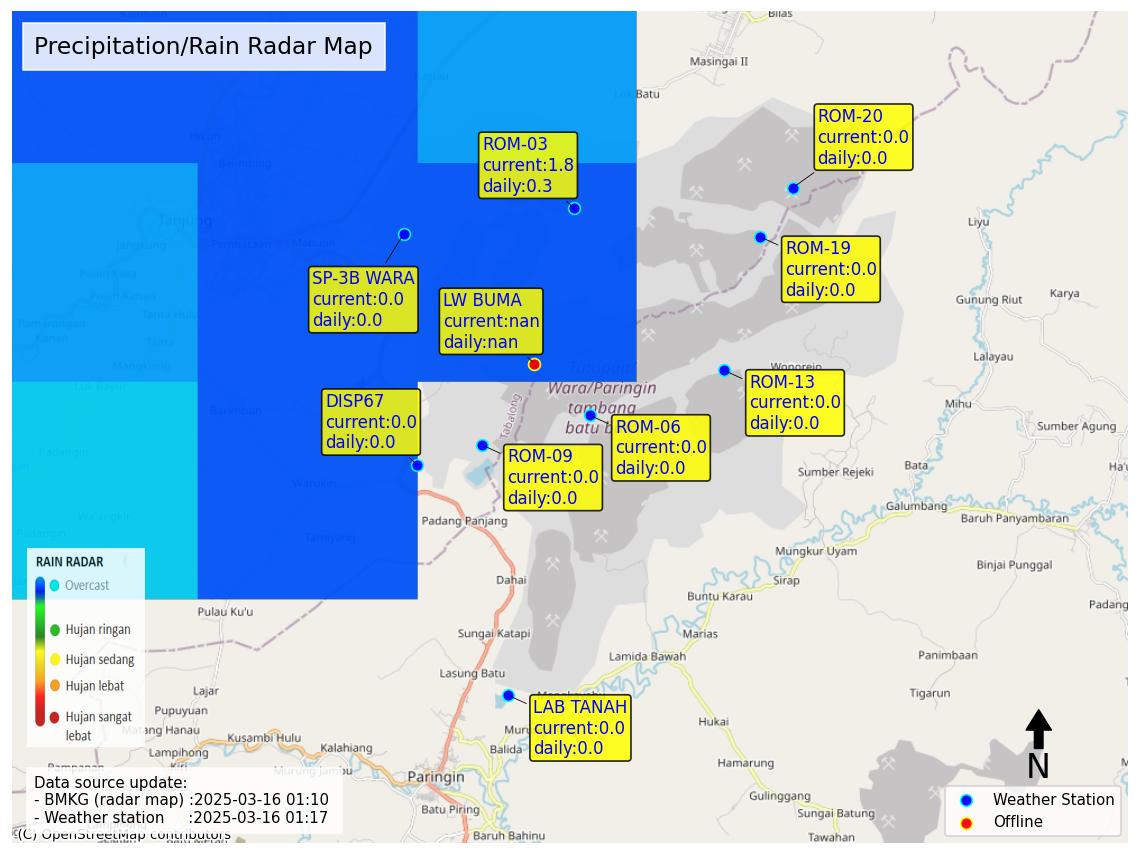 Precipitation/Rain Radar Map
Bilas
Masingai II
Batu
ROM-20
current:0.0
daily:0.0
ROM-03
current:1.8
daily:0.3
Tanjung
Liyu
SP-3B WARA
current:0.0
daily:0.0
ROM-19
current:0.0
daily:0.0
LW BUMA
current:nan
daily:nan
Gunung Riut
Karya
Lalayau
Wonorejo
Wara/Paringin
tambang
batu
Tabalong
ROM-13
current:0.0
daily:0.0
DISP67
current:0.0
daily:0.0
ROM-06
current:0.0
daily:0.0
ROM-09
current:0.0
daily:0.0
Mihu
Sumber Agung
Sumber Rejeki
Bata
Ha'u
Galumbang
Baruh Panyambaran
Padang Panjang
Mungkur Uyam
Binjai Punggal
Sirap
Dahai
Buntu Karau
Padang
Pulau Ku'u
Sungai Katapi
Marias
Lamida Bawah
Panimbaan
Lasung Batu
Tigarun
RAIN RADAR
Overcast
Hujan ringan
Hujan sedang
Hujan lebat
Hujan sangat
lebat
Lajar
Pupuyuan
Matang Hanau
Kusambi Hulu
Lampihong
Kiri
Kalahiang
Murung Jambu
LAB TANAH
current:0.0
daily:0.0
Balida
Hukai
Hamarung
Paringin
Batu Piring
Gulinggang
Sungai Batung
Baruh Bahinu
Tawahan
N
Data source update:
- BMKG (radar map) :2025-03-16 01:10
- Weather station :2025-03-16 01:17
(C) OpenStreetMap contributors
Weather Station
Offline